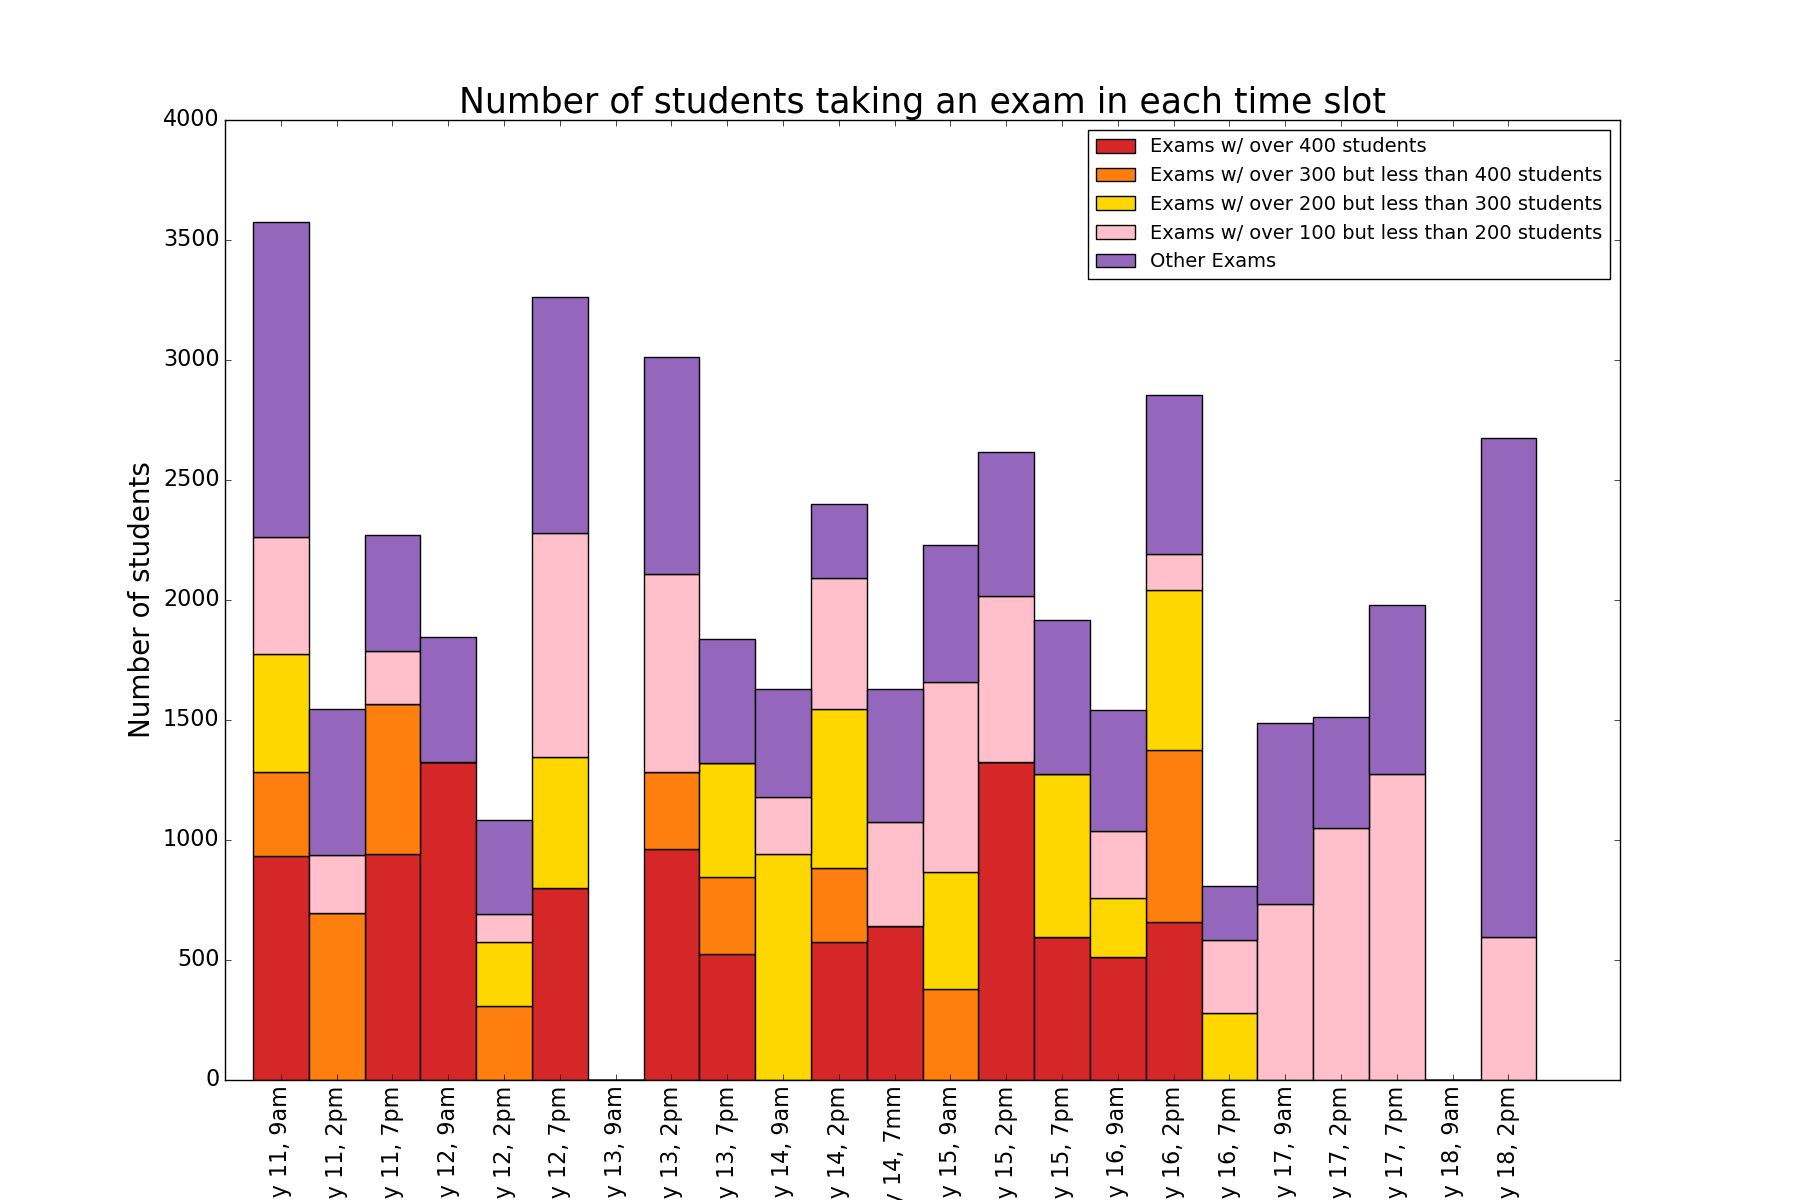 Number of students taking an exam in each time slot
Exams w/ over 400 students
Exams w/ over 300 but less than 400 students
Exams w/ over 200 but less than 300 students
Exams w/ over 100 but less than 200 students
Other Exams
Number of students
4000
3500
3000
2500
2000
1500
1000
500
0
y 11, 9am
y 11, 2pm
y 11, 7pm
y 12, 9am
y 12, 2pm
y 12, 7pm
y 13, 9am
y 13, 2pm
y 13, 7pm
y 14, 9am
y 14, 2pm
y 14, 7mm
y 15, 9am
y 15, 2pm
y 15, 7pm
y 16, 9am
y 16, 2pm
y 16, 7pm
y 17, 9am
y 17, 2pm
y 17, 7pm
y 18, 9am
y 18, 2pm